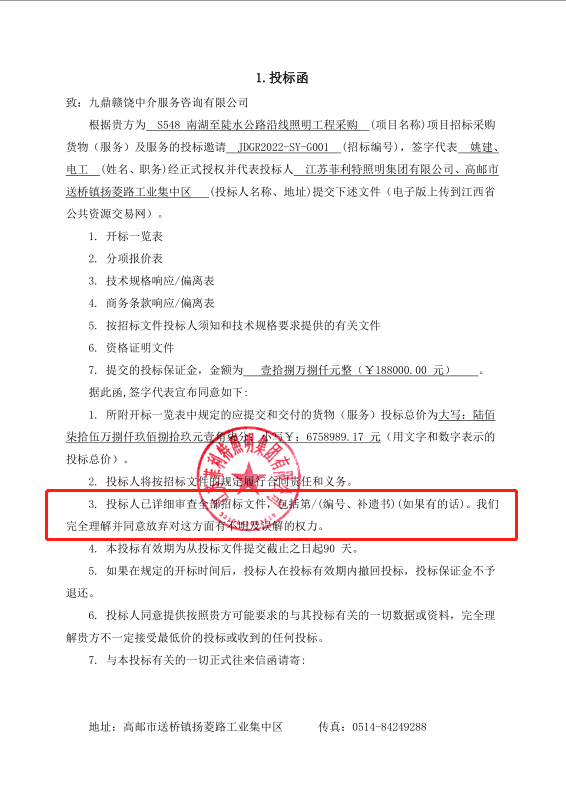 1.投标函
致：九鼎赣饶中介服务咨询有限公司
根据贵方为 S548 南湖至陡水公路沿线照明工程采购 (项目名称)项目招标采购
货物（服务）及服务的投标邀请 JDGR2022-SY-G001 (招标编号)，签字代表 姚建、
电工 (姓名、职务)经正式授权并代表投标人 江苏菲利特照明集团有限公司、高邮市
送桥镇扬菱路工业集中区 (投标人名称、地址)提交下述文件（电子版上传到江西省
公共资源交易网）。
1. 开标一览表
2. 分项报价表
3. 技术规格响应/偏离表
4. 商务条款响应/偏离表
5. 按招标文件投标人须知和技术规格要求提供的有关文件
6. 资格证明文件
7. 提交的投标保证金，金额为 壹拾捌万捌仟元整（￥188000.00 元） 。
据此函,签字代表宣布同意如下:
1. 所附开标一览表中规定的应提交和交付的货物（服务）投标总价为大写：陆佰
柒拾伍万捌仟玖佰捌拾玖元壹角柒分，小写￥：6758989.17 元（用文字和数字表示的
投标总价）。
2. 投标人将按招标文件的规定履行合同责任和义务。
3. 投标人已详细审查全部招标文件，包括第/(编号、补遗书)(如果有的话)。我们
完全理解并同意放弃对这方面有不明及误解的权力。
4. 本投标有效期为从投标文件提交截止之日起90 天。
5. 如果在规定的开标时间后，投标人在投标有效期内撤回投标，投标保证金不予
退还。
6. 投标人同意提供按照贵方可能要求的与其投标有关的一切数据或资料，完全理
解贵方不一定接受最低价的投标或收到的任何投标。
7. 与本投标有关的一切正式往来信函请寄:
地址：高邮市送桥镇扬菱路工业集中区 传真：0514-84249288